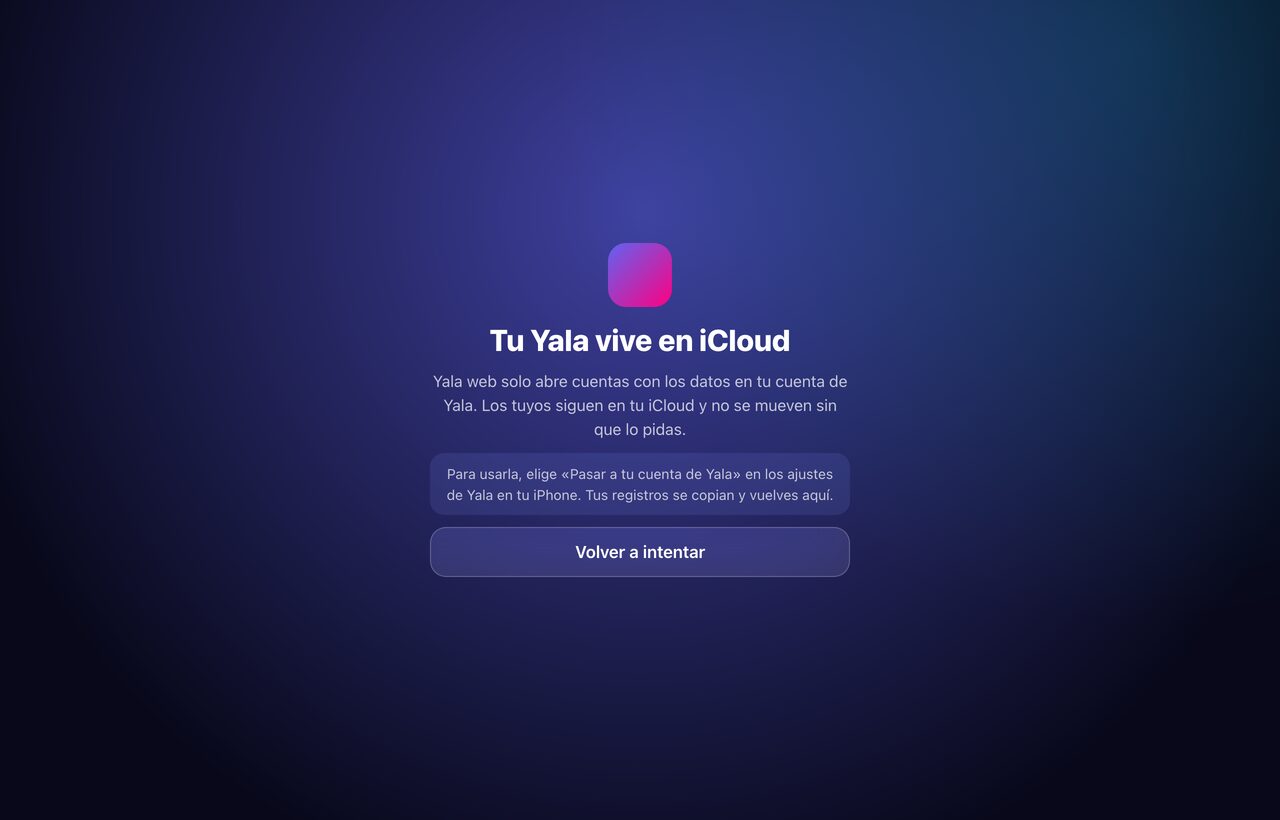 Tu Yala vive en iCloud
Yala web solo abre cuentas con los datos en tu cuenta de
Yala. Los tuyos siguen en tu iCloud y no se mueven sin
que lo pidas.
Para usarla, elige «Pasar a tu cuenta de Yala» en los ajustes
de Yala en tu iPhone. Tus registros se copian y vuelves aquí.
Volver a intentar